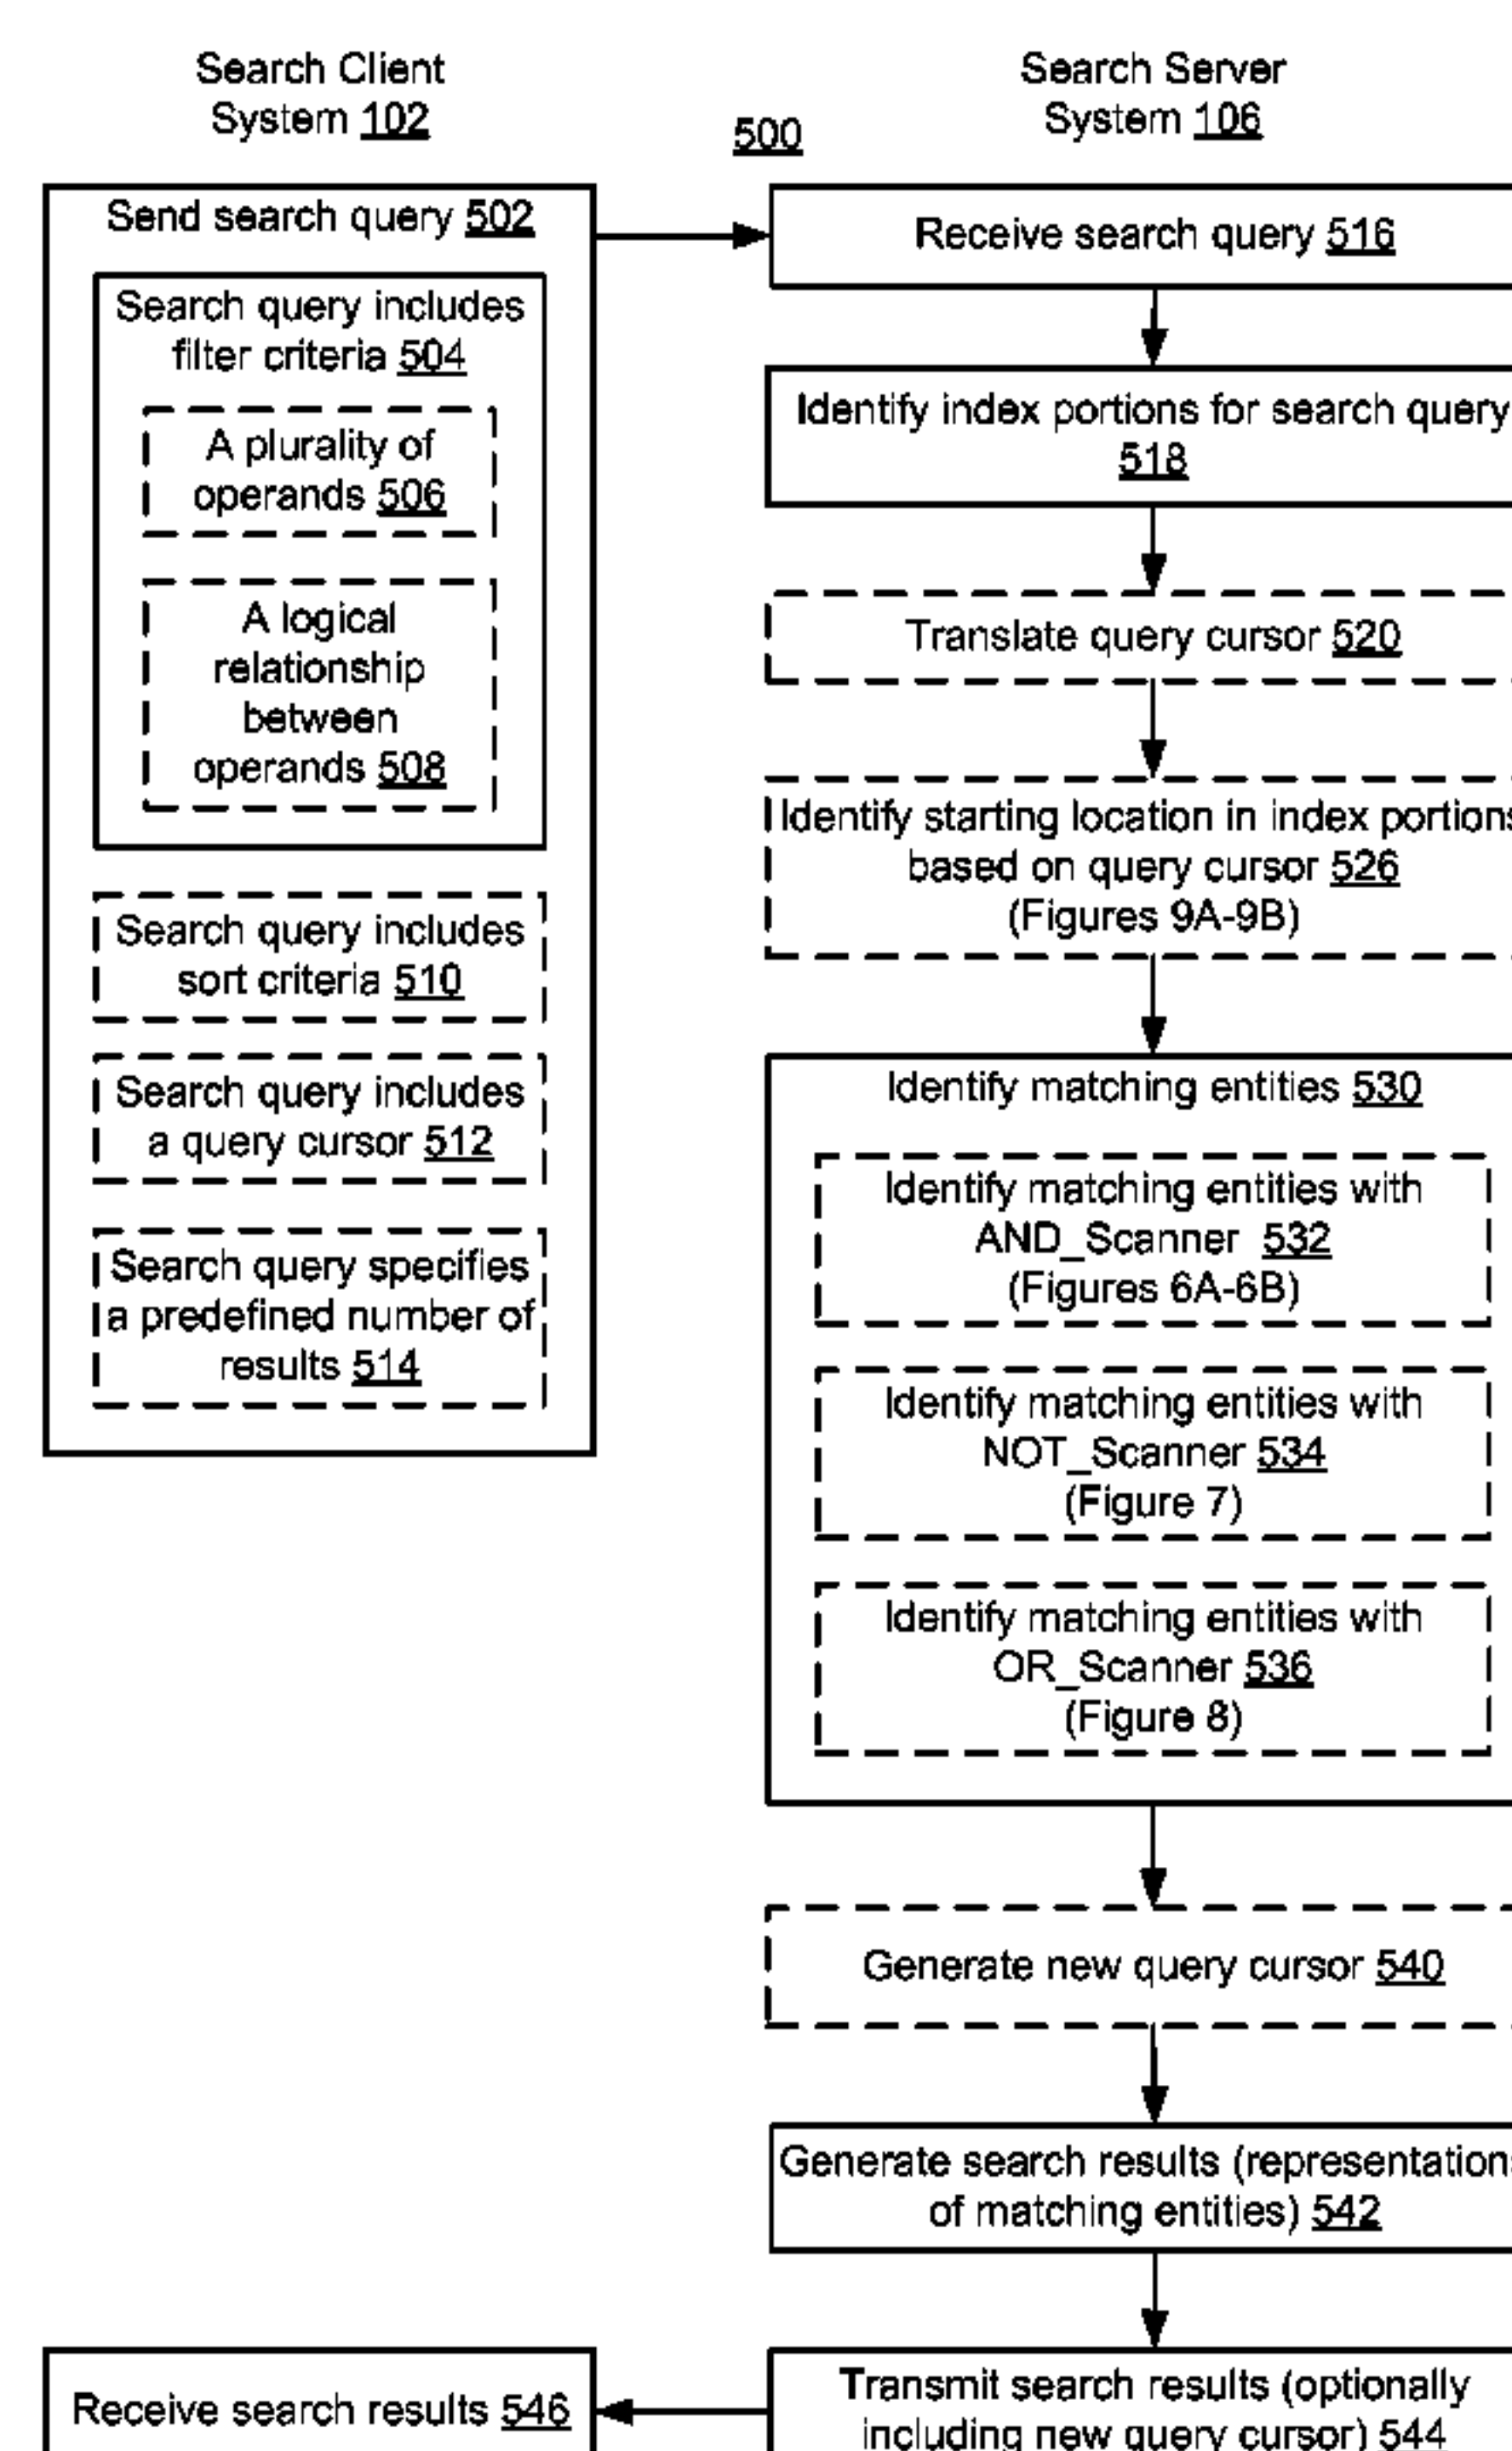 Search Client
System 102
500
Search Server
System 106
Send search query 502
Search query includes
filter criteria 504
A plurality of
operands 506
A logical
relationship
between
operands 508
Search query includes
sort criteria 510
Search query includes
a query cursor 512
Search query specifies
a predefined number of
results 514
Receive search query 516
Identify index portions for search query
518
Translate query cursor 520
Identify starting location in index portions
based on query cursor 526
(Figures 9A-9B)
Identify matching entities 530
Identify matching entities with
AND_Scanner 532
(Figures 6A-6B)
Identify matching entities with
NOT_Scanner 534
(Figure 7)
Identify matching entities with
OR_Scanner 536
(Figure 8)
Generate new query cursor 540
Generate search results (representations
of matching entities) 542
Transmit search results (optionally
including new query cursor) 544
Receive search results 546